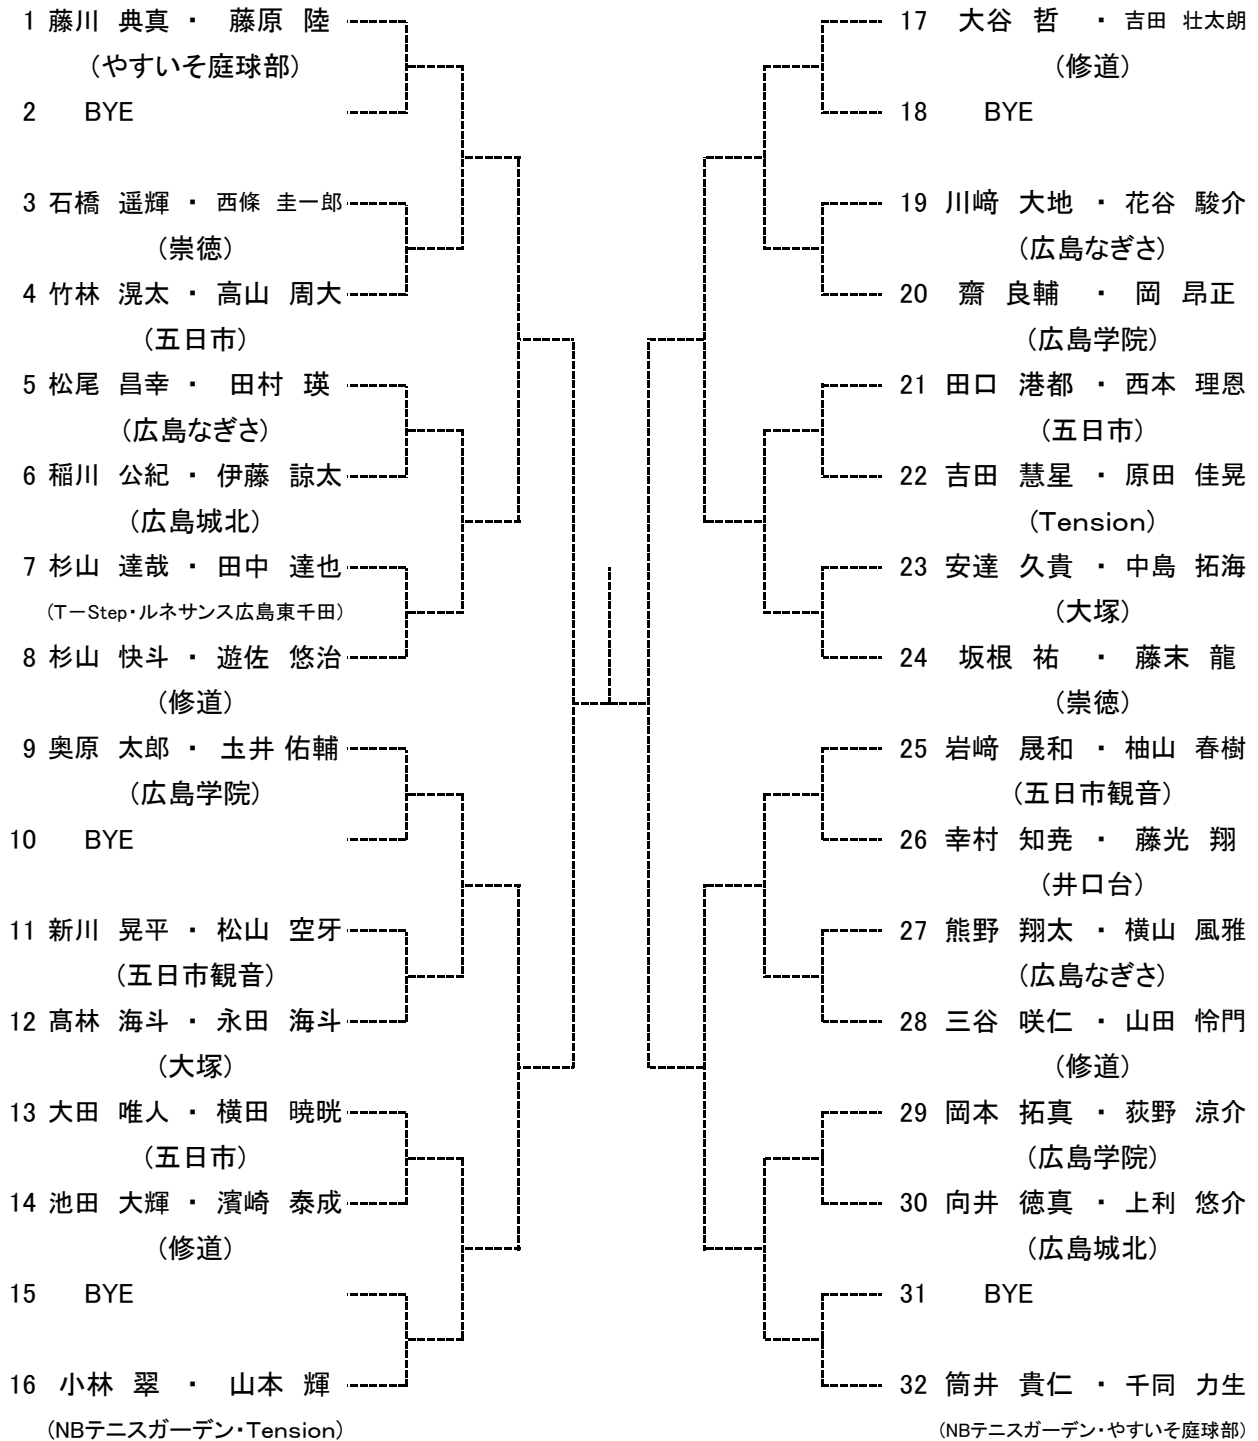 1 藤川 典真 ・ 藤原 陸
（やすいそ庭球部）
2 BYE
3 石橋 遥輝 ・ 西條 圭一郎
（崇徳）
4 竹林 滉太 ・ 高山 周大
（五日市）
5 松尾 昌幸 ・ 田村 瑛
（広島なぎさ）
6 稲川 公紀 ・ 伊藤 諒太
（広島城北）
7 杉山 達哉 ・ 田中 達也
（T－Step・ルネサンス広島東千田）
8 杉山 快斗 ・ 遊佐 悠治
（修道）
9 奥原 太郎 ・ 圡井 佑輔
（広島学院）
10 BYE
11 新川 晃平 ・ 松山 空牙
（五日市観音）
12 髙林 海斗 ・ 永田 海斗
（大塚）
13 大田 唯人 ・ 横田 暁晄
（五日市）
14 池田 大輝 ・ 濱崎 泰成
（修道）
15 BYE
16 小林 翠 ・ 山本 輝
（NBテニスガーデン・Tension）
17 大谷 哲 ・ 吉田 壮太朗
（修道）
18 BYE
19 川﨑 大地 ・ 花谷 駿介
（広島なぎさ）
20 齋 良輔 ・ 岡 昂正
（広島学院）
21 田口 港都 ・ 西本 理恩
（五日市）
22 吉田 慧星 ・ 原田 佳晃
（Tension）
23 安達 久貴 ・ 中島 拓海
（大塚）
24 坂根 祐 ・ 藤末 龍
（崇徳）
25 岩﨑 晟和 ・ 柚山 春樹
（五日市観音）
26 幸村 知尭 ・ 藤光 翔
（井口台）
27 熊野 翔太 ・ 横山 風雅
（広島なぎさ）
28 三谷 咲仁 ・ 山田 怜門
（修道）
29 岡本 拓真 ・ 荻野 涼介
（広島学院）
30 向井 徳真 ・ 上利 悠介
（広島城北）
31 BYE
32 筒井 貴仁 ・ 千同 力生
（NBテニスガーデン・やすいそ庭球部）